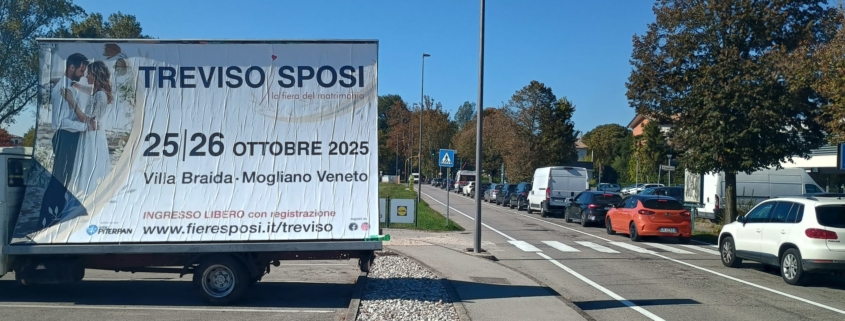 TREVISO SPOSI
la fiera del matrimonio
25|26 OTTOBRE 2025
Villa Braida - Mogliano Veneto
INGRESSO LIBERO con registrazione
www.fieresposi.it/treviso
PITERPAN